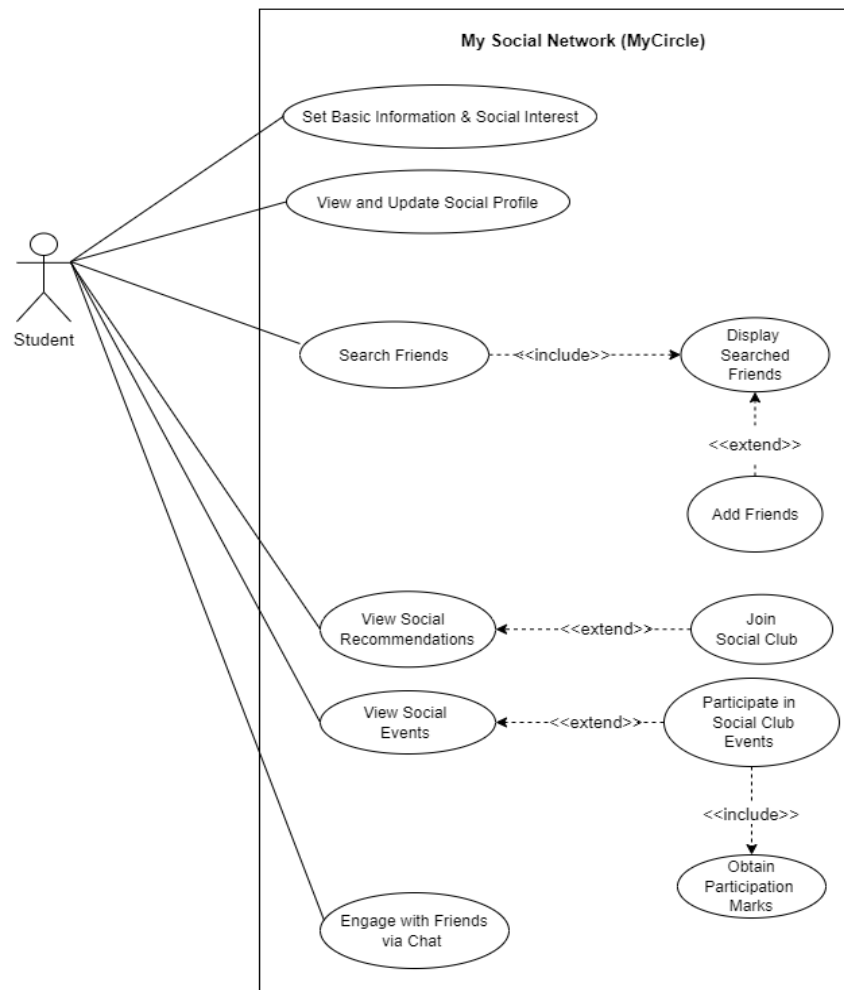 My Social Network (MyCircle)
Set Basic Information & Social Interest
View and Update Social Profile
Student
Search Friends
<<include>>
Display
Searched
Friends
<<extend>>
Add Friends
View Social
Recommendations
<<extend>>
Join
Social Club
View Social
Events
<<extend>>
Participate in
Social Club
Events
<<include>>
Obtain
Participation
Marks
Engage with Friends
via Chat